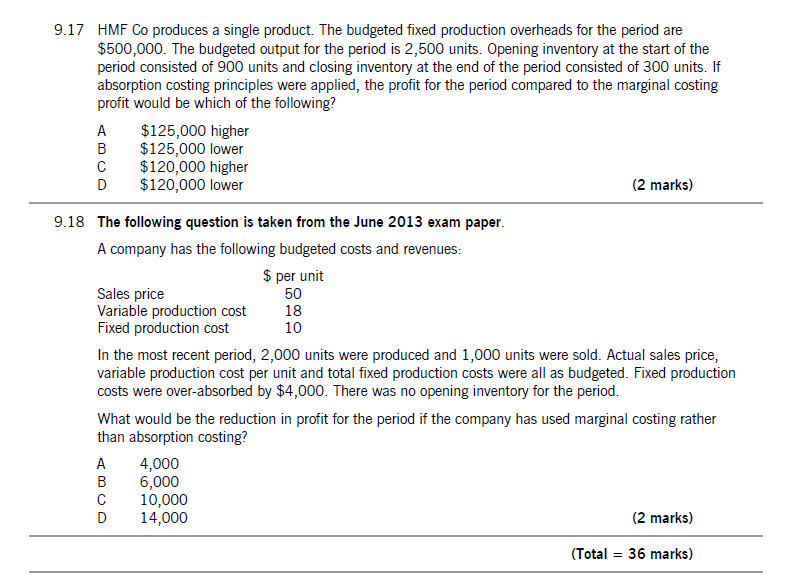 9.17 HMF Co produces a single product. The budgeted fixed production overheads for the period are
$500,000. The budgeted output for the period is 2,500 units. Opening inventory at the start of the
period consisted of 900 units and closing inventory at the end of the period consisted of 300 units. If
absorption costing principles were applied, the profit for the period compared to the marginal costing
profit would be which of the following?
A $125,000 higher
B $125,000 lower
C $120,000 higher
D $120,000 lower (2 marks)
9.18 The following question is taken from the June 2013 exam paper.
A company has the following budgeted costs and revenues:
$ per unit
Sales price 50
Variable production cost 18
Fixed production cost 10
In the most recent period, 2,000 units were produced and 1,000 units were sold. Actual sales price,
variable production cost per unit and total fixed production costs were all as budgeted. Fixed production
costs were over-absorbed by $4,000. There was no opening inventory for the period.
What would be the reduction in profit for the period if the company has used marginal costing rather
than absorption costing?
A 4,000
B 6,000
C 10,000
D 14,000 (2 marks)
(Total = 36 marks)